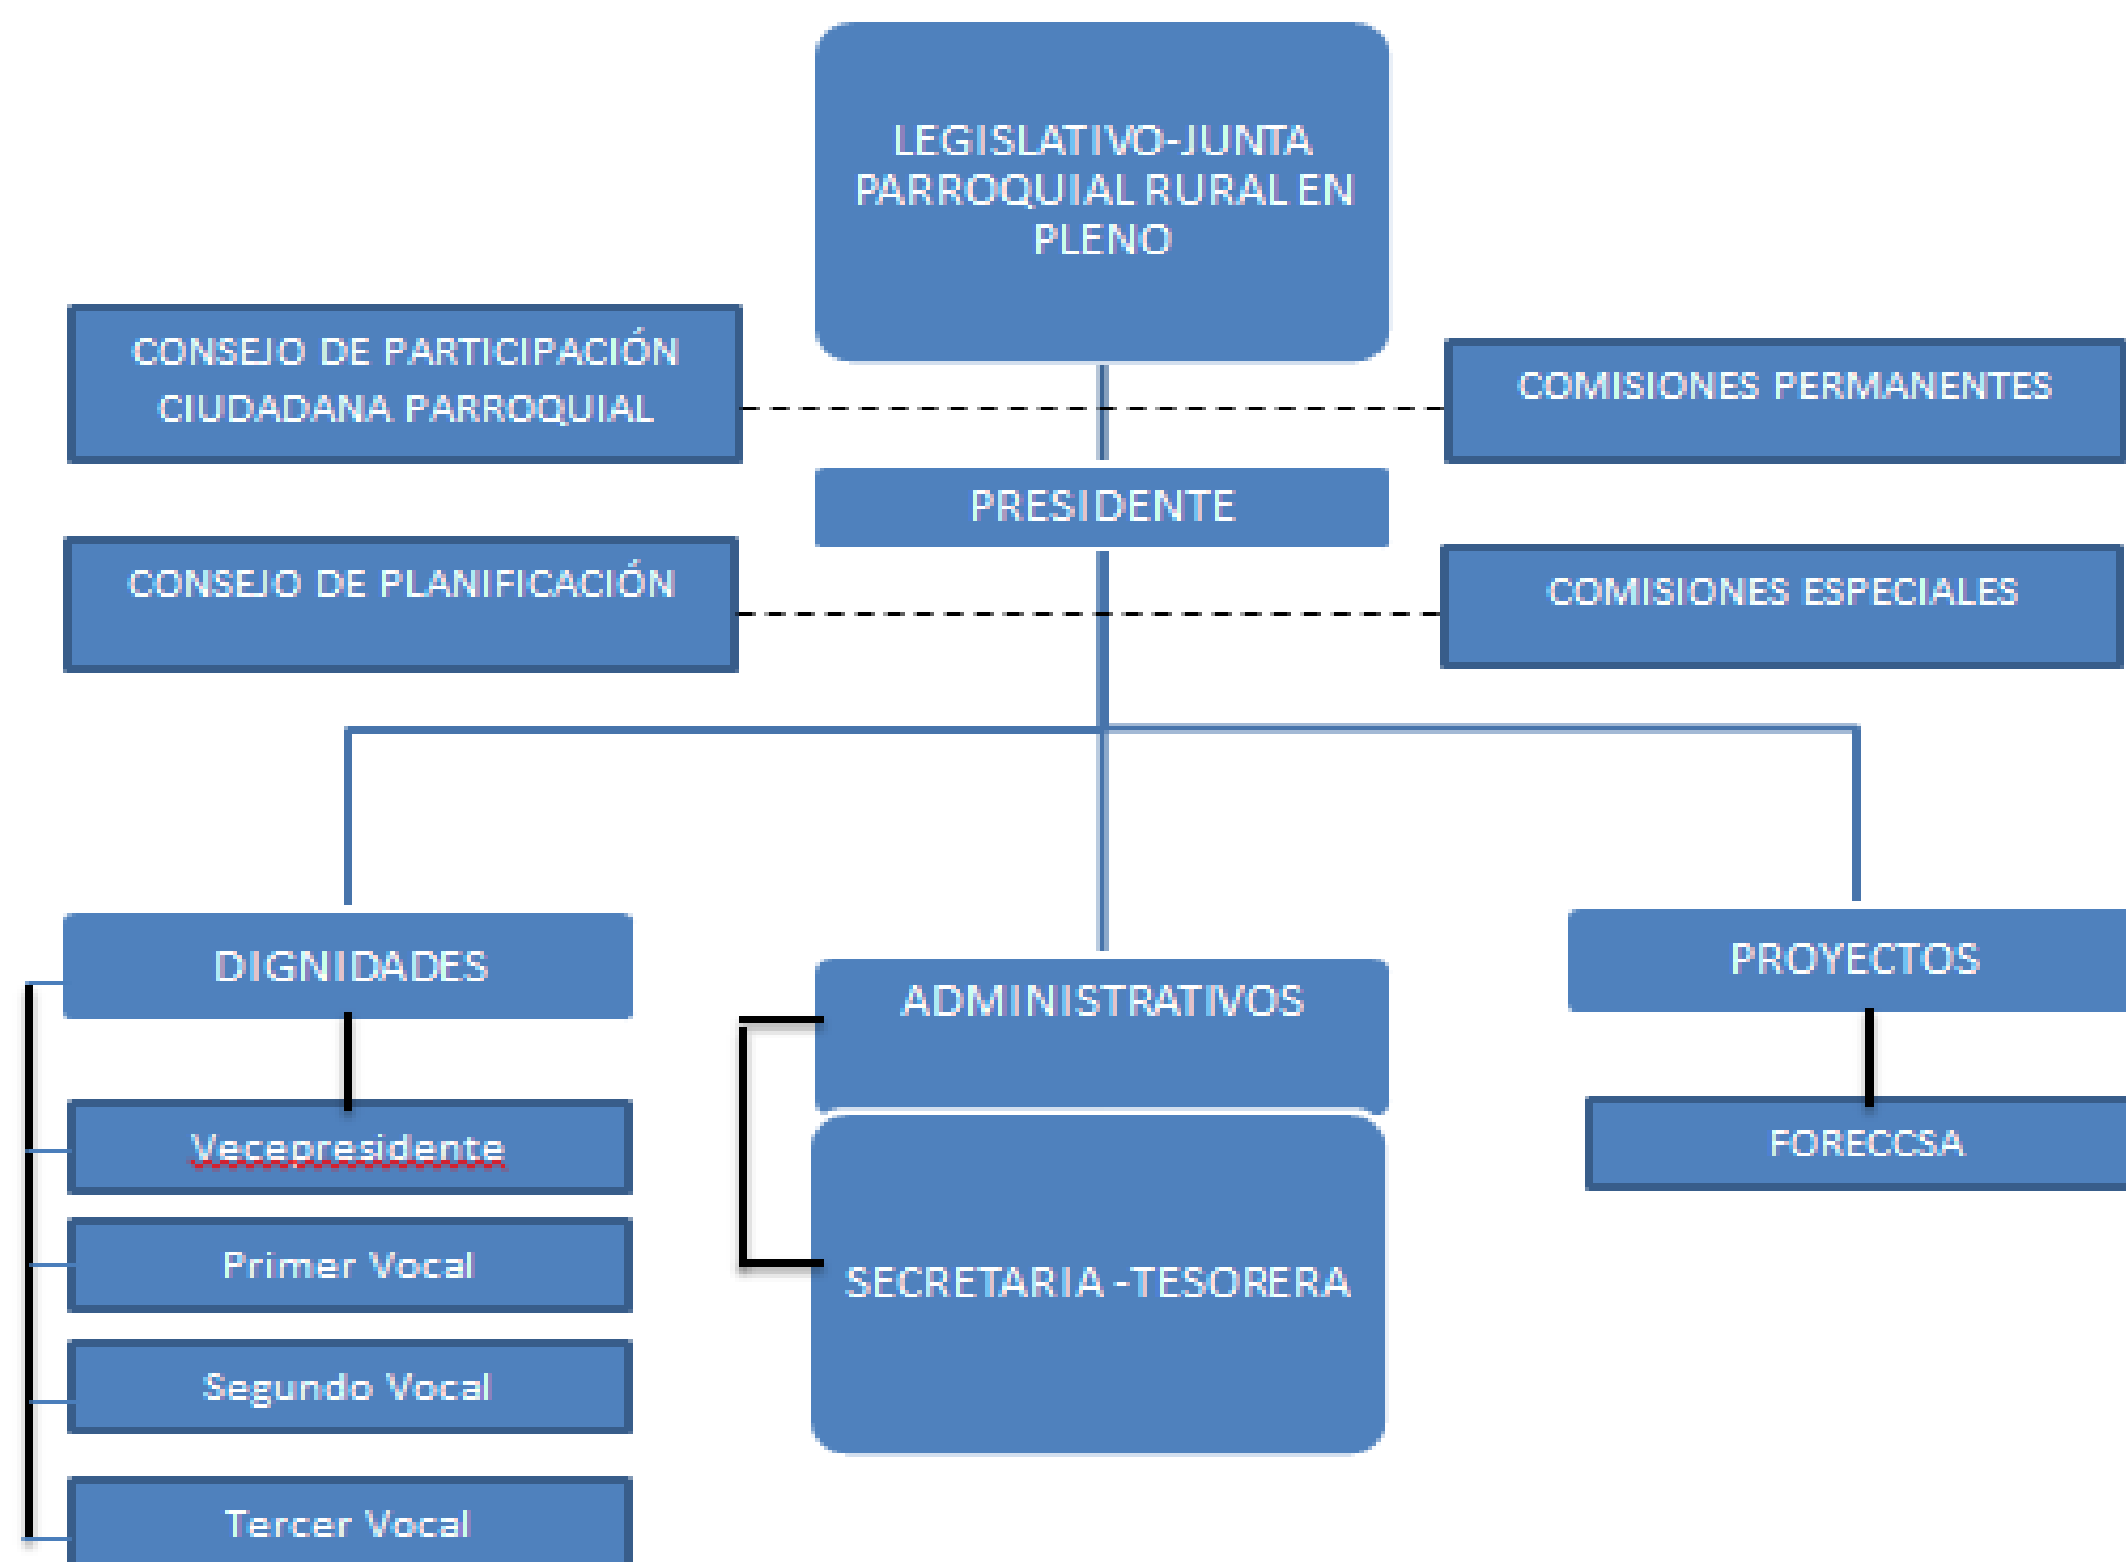 LEGISLATIVO-JUNTA
PARROQUIAL RURAL EN
PLENO
CONSEJO DE PARTICIPACIÓN
CIUDADANA PARROQUIAL
COMISIONES PERMANENTES
PRESIDENTE
CONSEJO DE PLANIFICACIÓN
COMISIONES ESPECIALES
DIGNIDADES
ADMINISTRATIVOS
PROYECTOS
Vecepresidente
FORECCSA
Primer Vocal
SECRETARIA -TESORERA
Segundo Vocal
Tercer Vocal